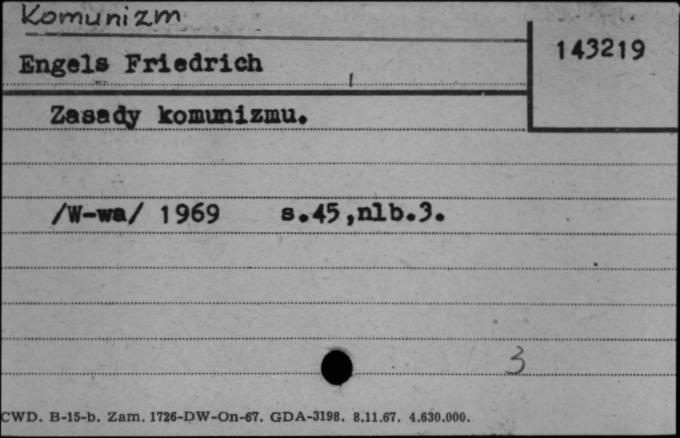 Komunizm
143219
Engels Friedrich
Zasady komunizmu.
/W-wa/ 1969 s.45,nlb.3.
3
CWD. B-15-b. Zam. 1726-DW-On-67. GDA-3198. 8.11.67. 4.630.000.